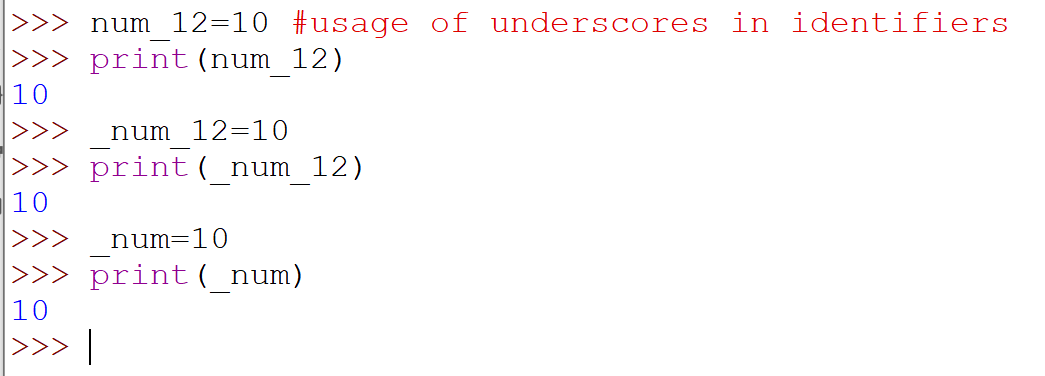 >>> num_12=10 #usage of underscores in identifiers
>>> print(num_12)
10
>>> _num_12=10
>>> print(_num_12)
10
>>> _num=10
>>> print(_num)
10
>>>